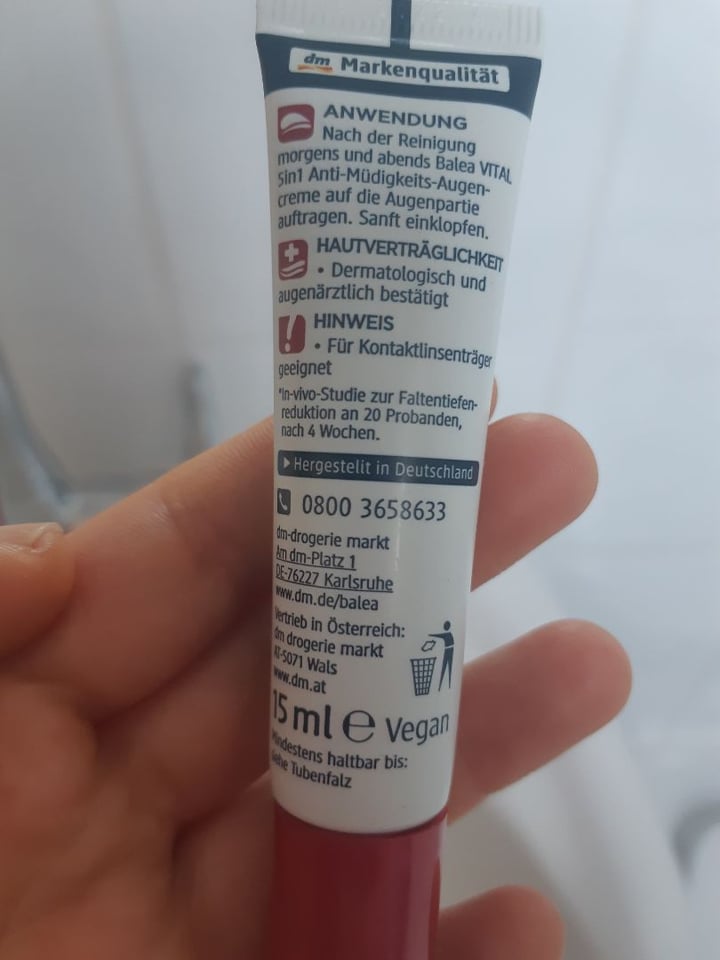 dm Markenqualität
ANWENDUNG
Nach der Reinigung
morgens und abends Balea VITAL
5in1 Anti-Müdigkeits-Augen-
creme auf die Augenpartie
auftragen. Sanft einklopfen.
HAUTVERTRÄGLICHKEIT
• Dermatologisch und
augenärztlich bestätigt
HINWEIS
• Für Kontaktlinsenträger
geeignet
*In-vivo-Studie zur Faltentiefen-
reduktion an 20 Probanden,
nach 4 Wochen.
Hergestellt in Deutschland
0800 3658633
dm-drogerie markt
Am dm-Platz 1
DE-76227 Karlsruhe
www.dm.de/balea
Vertrieb in Österreich:
dm drogerie markt
AT-5071 Wals
www.dm.at
15 ml e Vegan
Mindestens haltbar bis:
siehe Tubenfalz